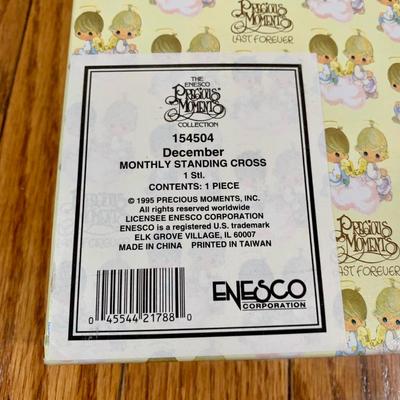 THE
ENESCO
PRECIOUS
MOMENTS
COLLECTION
154504
December
MONTHLY STANDING CROSS
1 Stl.
CONTENTS: 1 PIECE
© 1995 PRECIOUS MOMENTS, INC.
All rights reserved worldwide
LICENSEE ENESCO CORPORATION
ENESCO is a registered U.S. trademark
ELK GROVE VILLAGE, IL 60007
MADE IN CHINA PRINTED IN TAIWAN
0 45544 21788 0
ENESCO
CORPORATION
PRECIOUS
MOMENTS
LAST FOREVER
PRECIOUS
MOMENTS
LAST FOREVER